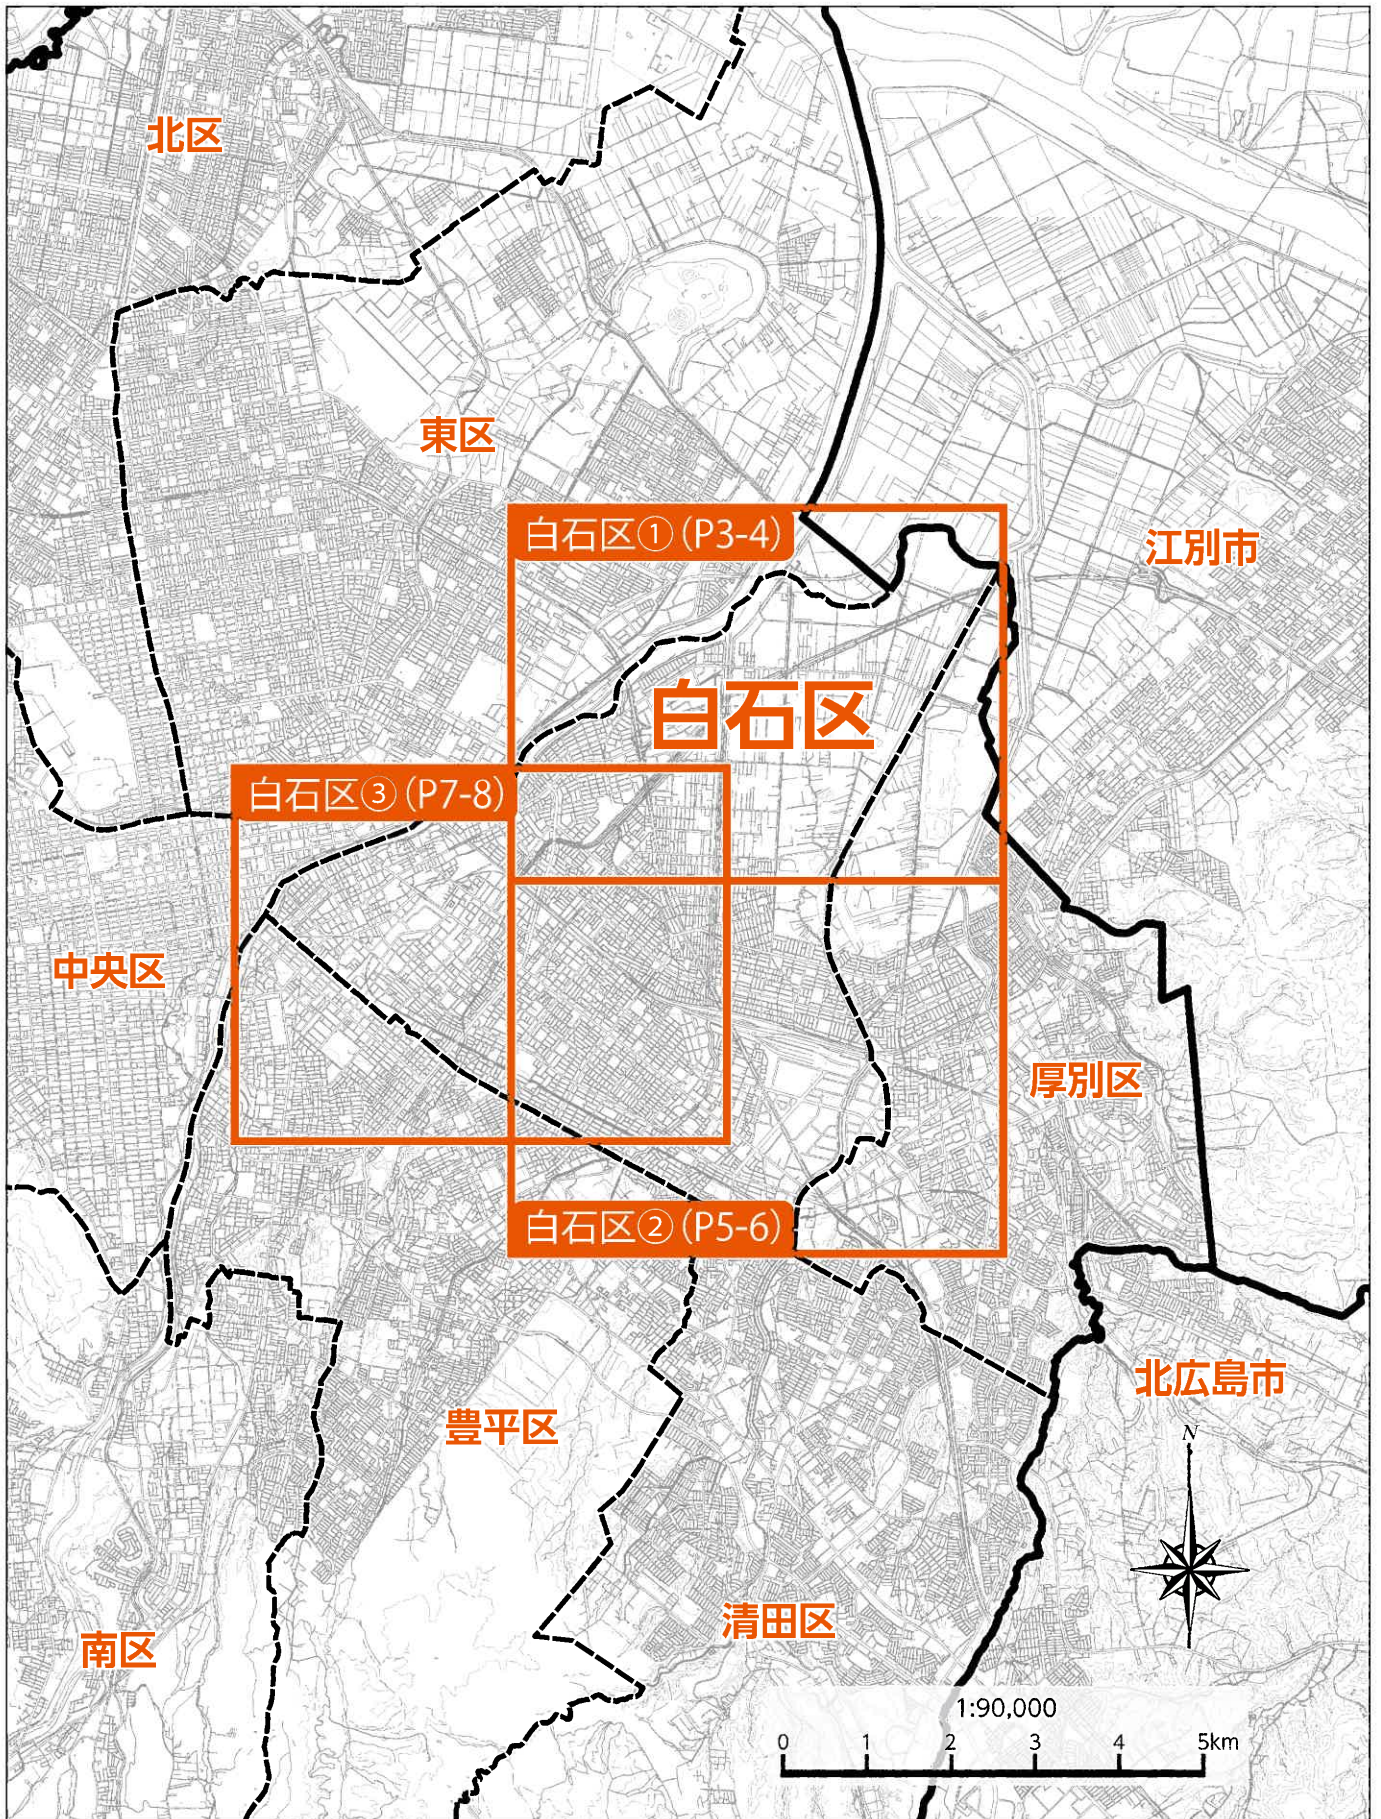 北区
東区
白石区① (P3-4)
江別市
白石区
白石区③ (P7-8)
中央区
厚別区
白石区② (P5-6)
北広島市
豊平区
N
清田区
南区
1:90,000
0 1 2 3 4 5km